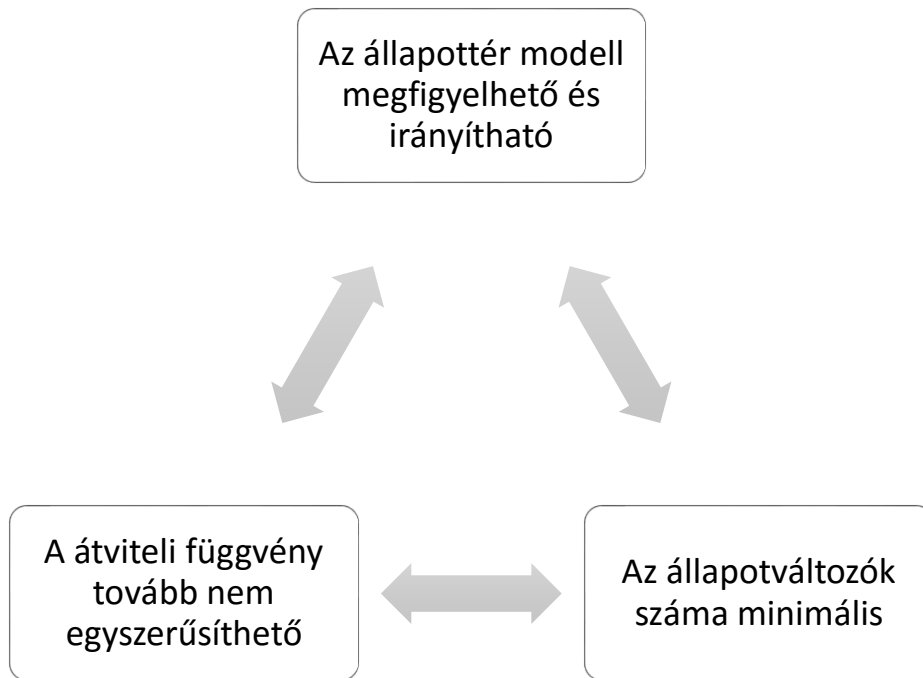 Az állapottér modell
megfigyelhető és
irányítható
A átviteli függvény
tovább nem
egyszerűsíthető
Az állapotváltozók
száma minimális